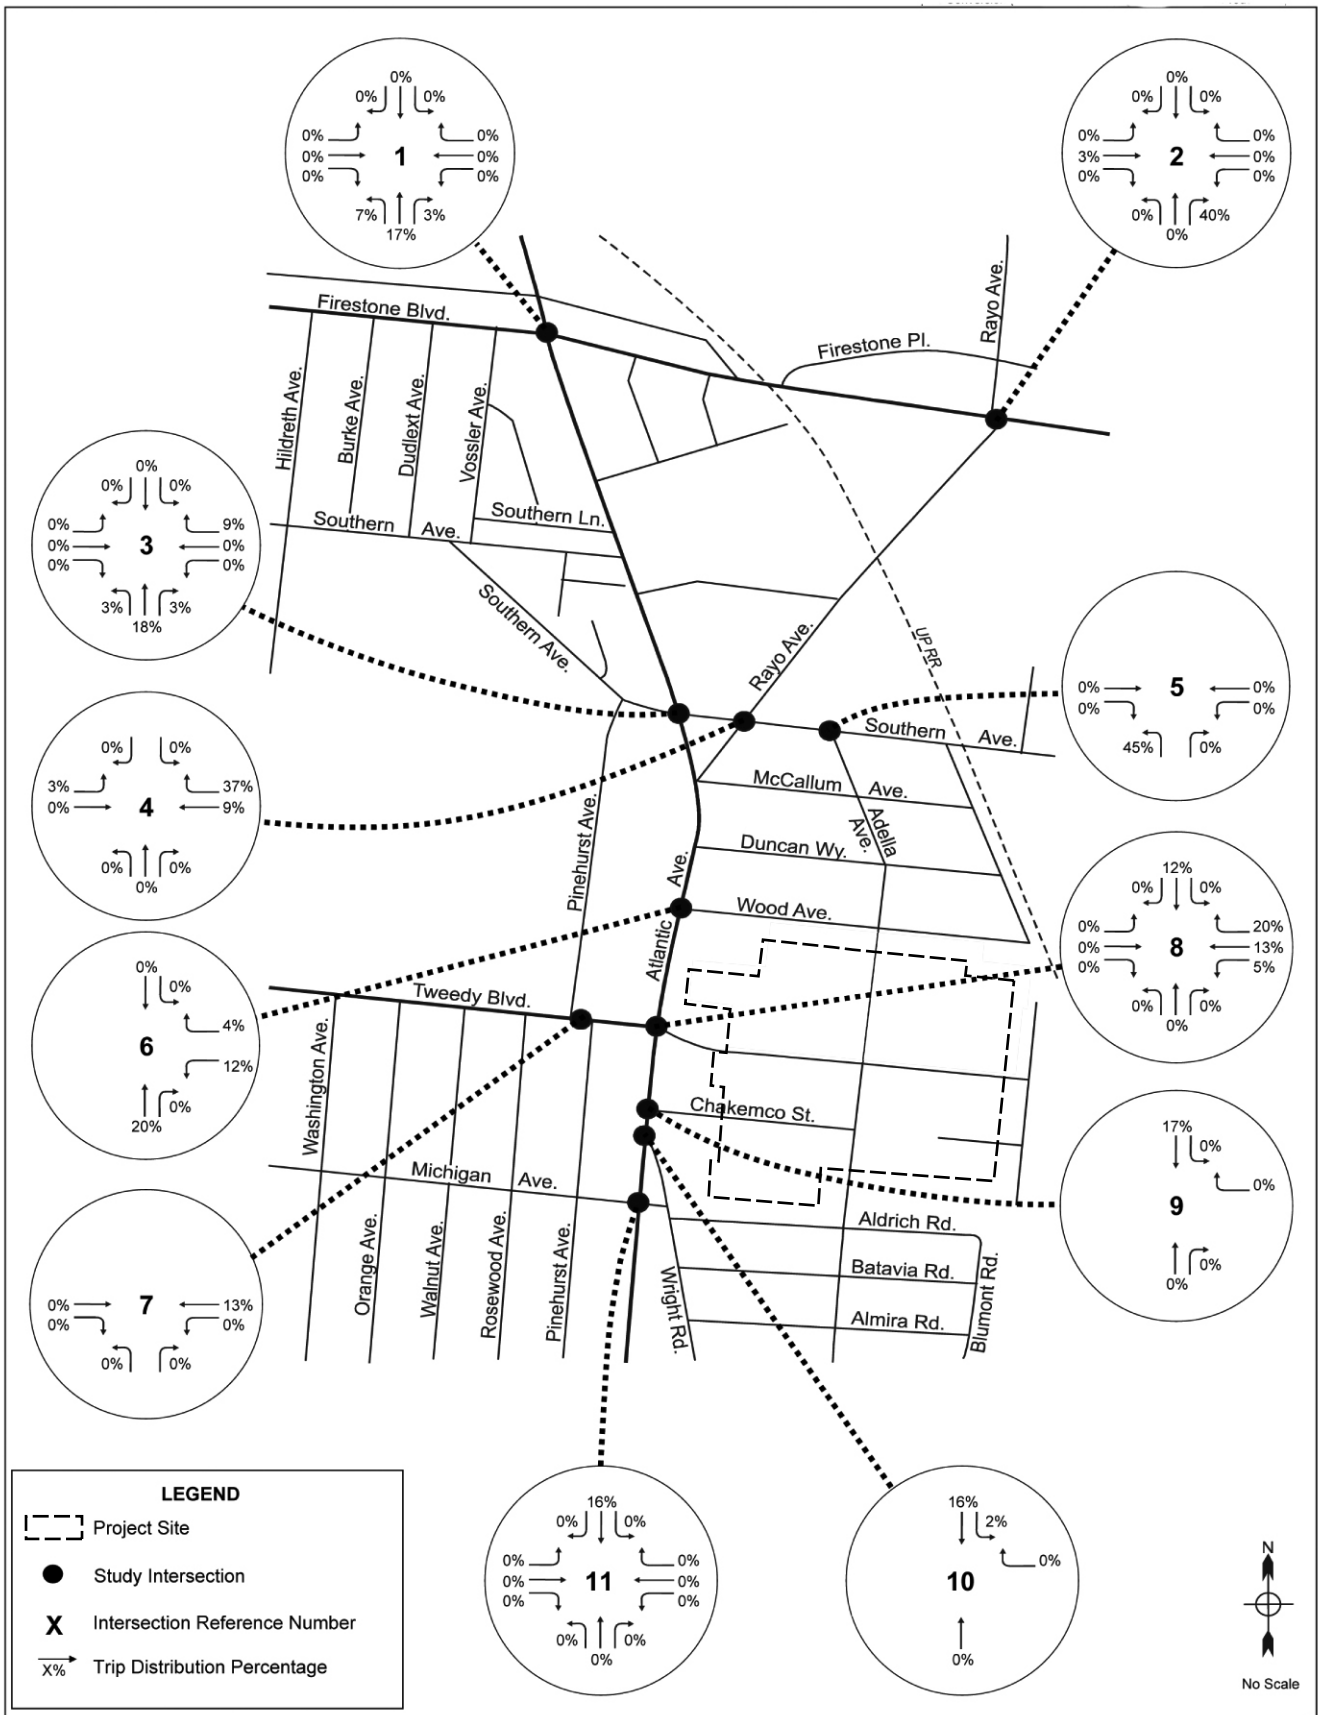 0%
0% 0%
0% 0%
0% 1 0%
0% 0%
7% 3%
17%
0%
0% 0%
0% 0%
3% 2 0%
0% 0%
0% 40%
0%
Firestone Blvd.
Firestone Pl.
Rayo Ave.
Hildreth Ave.
Burke Ave.
Dudlext Ave.
Vossler Ave.
Southern Ln.
Southern Ave.
Southern Ave.
0%
0% 0%
0% 9%
0% 3 0%
0% 0%
3% 3%
18%
Rayo Ave.
UP RR
0% 5 0%
0% 0%
45% 0%
Southern Ave.
0% 0%
3% 37%
0% 4 9%
0% 0%
0%
McCallum Ave.
Adella Ave.
Duncan Wy.
Pinehurst Ave.
Atlantic Ave.
Wood Ave.
12%
0% 0%
0% 20%
0% 8 13%
0% 5%
0% 0%
0%
0%
0%
4%
6
12%
0%
20%
Tweedy Blvd.
Washington Ave.
Chakemco St.
17%
0%
0%
9
0%
0%
Michigan Ave.
Orange Ave.
Walnut Ave.
Rosewood Ave.
Pinehurst Ave.
Wright Rd.
Aldrich Rd.
Batavia Rd.
Almira Rd.
Blumont Rd.
0% 7 13%
0% 0%
0% 0%
LEGEND
Project Site
Study Intersection
X Intersection Reference Number
X% Trip Distribution Percentage
16%
0% 0%
0% 0%
0% 11 0%
0% 0%
0% 0%
0%
16%
2%
0%
10
0%
N
No Scale